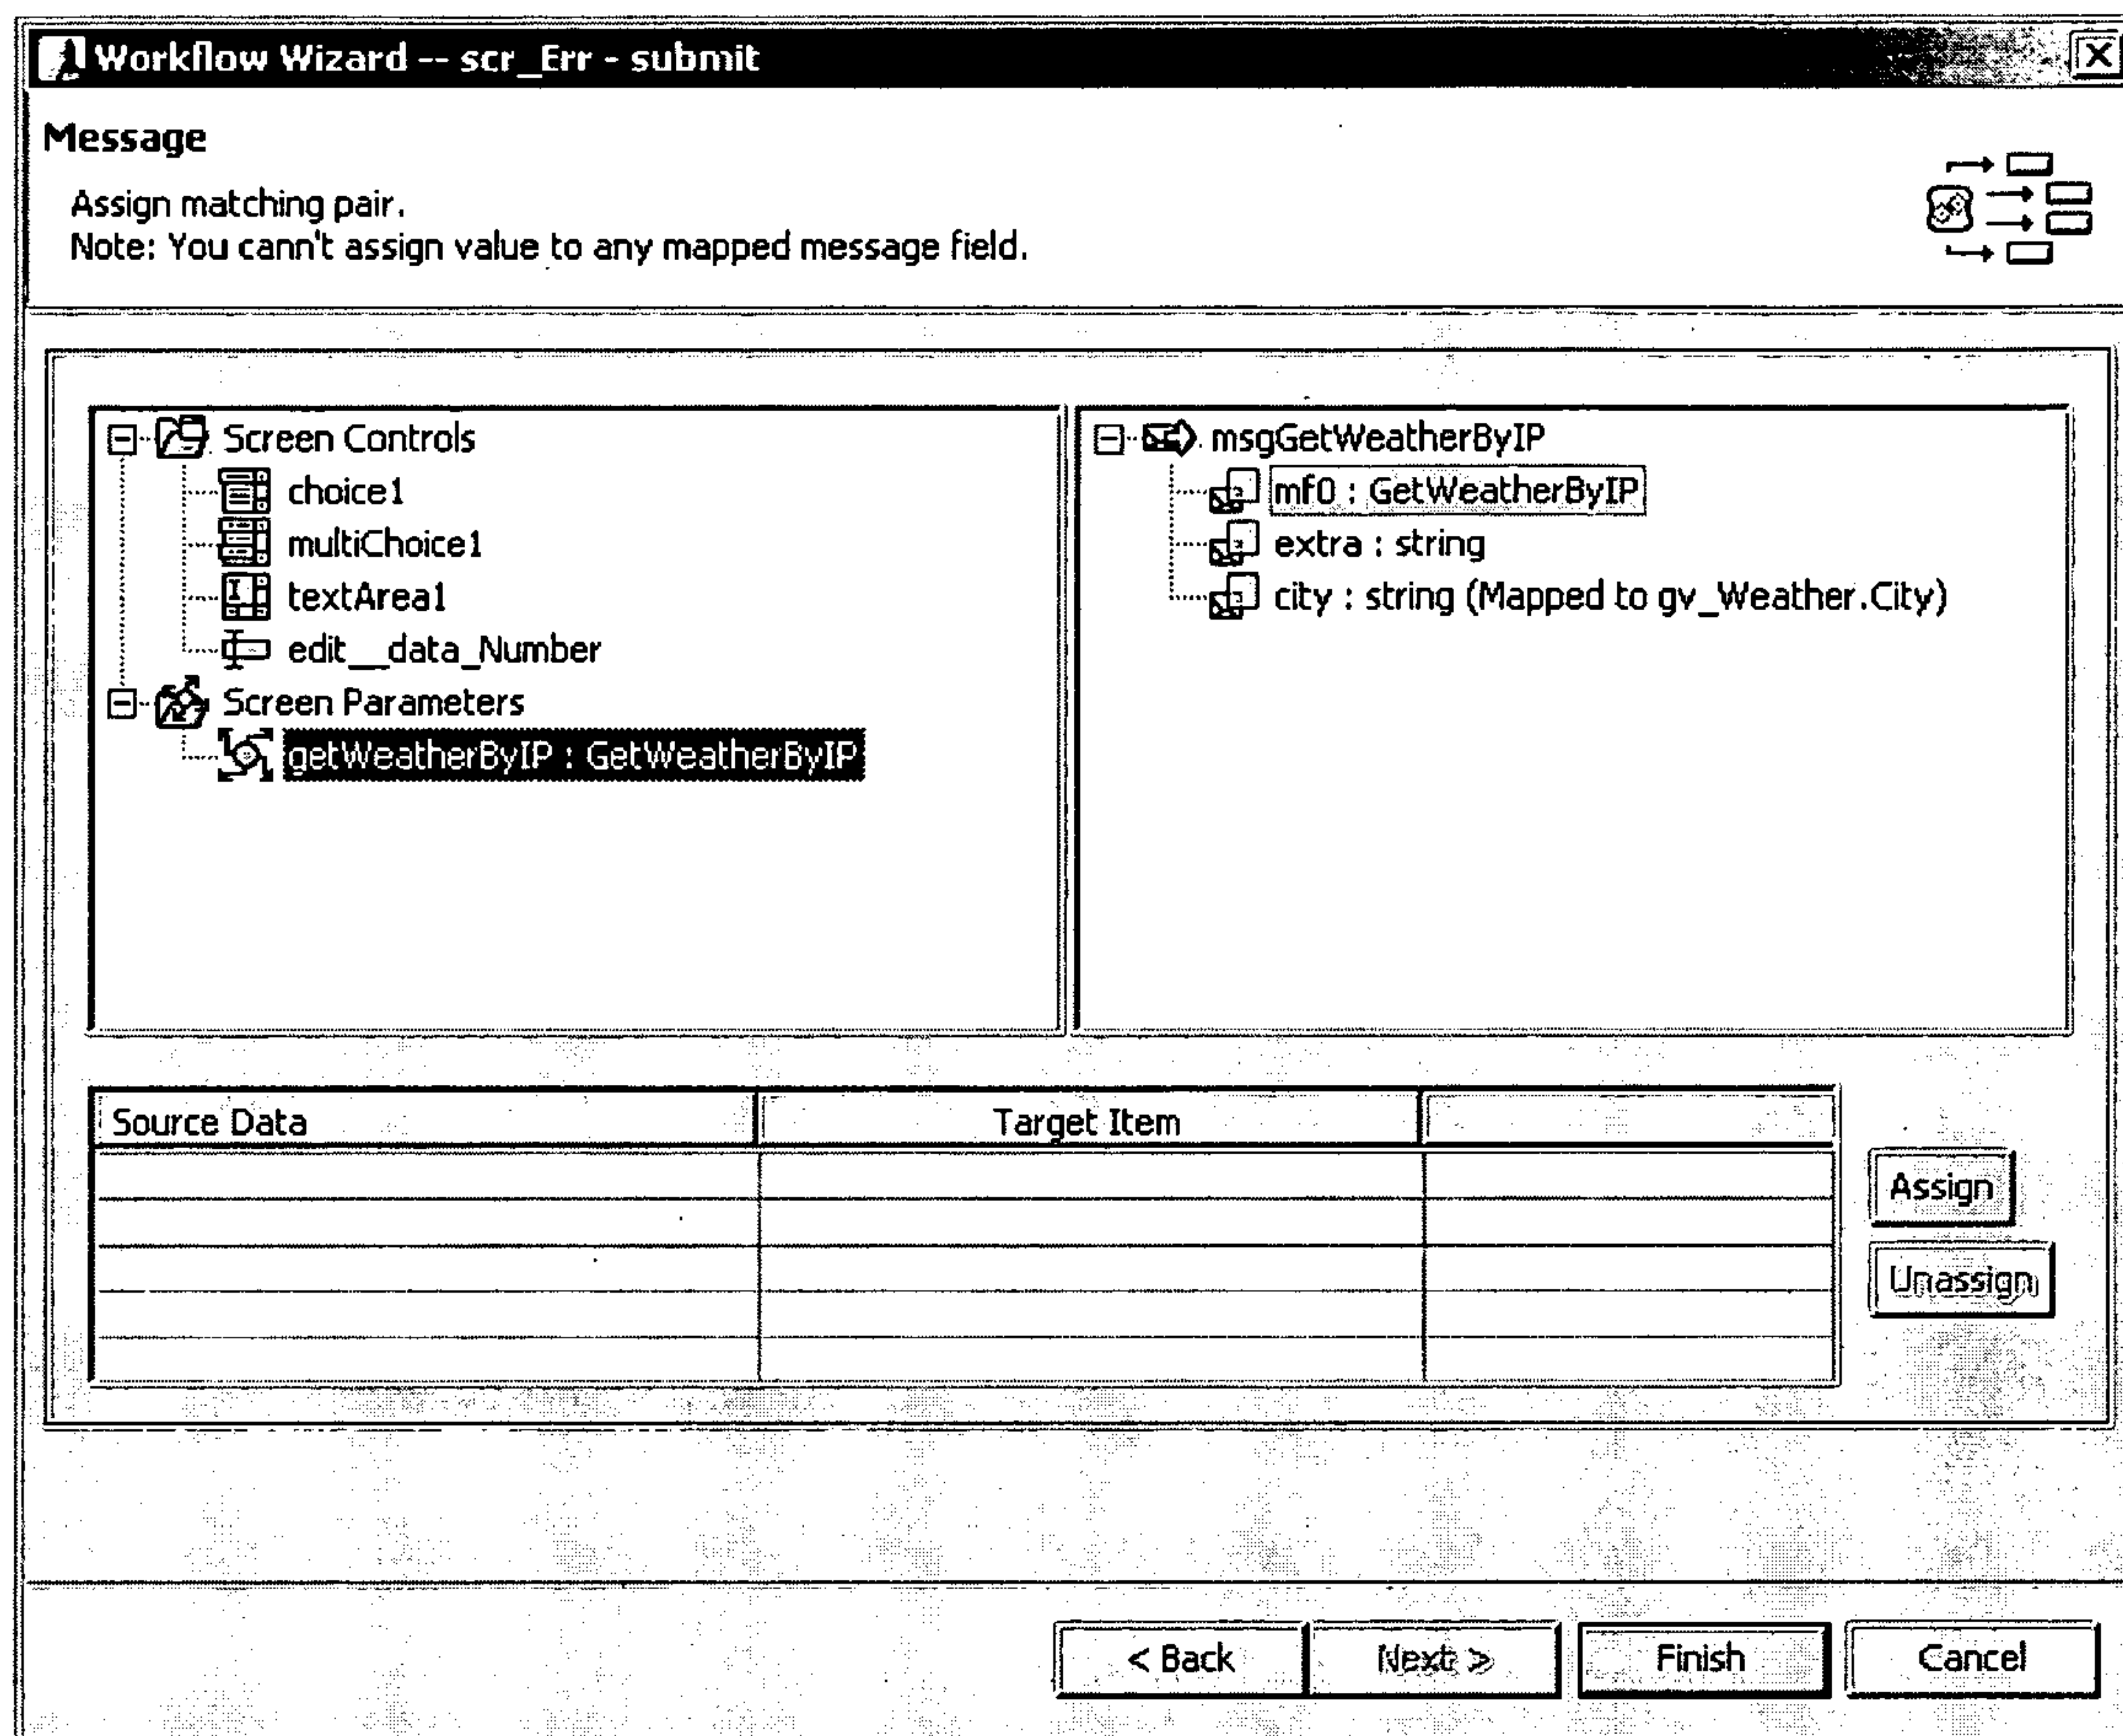 Workflow Wizard -- scr_Err - submit
Message
Assign matching pair.
Note: You cann't assign value to any mapped message field.
Screen Controls
choice1
multiChoice1
textArea1
edit__data_Number
Screen Parameters
getWeatherByIP : GetWeatherByIP
msgGetWeatherByIP
mf0 : GetWeatherByIP
extra : string
city : string (Mapped to gv_Weather.City)
Source Data Target Item
Assign
Unassign
< Back Next > Finish Cancel